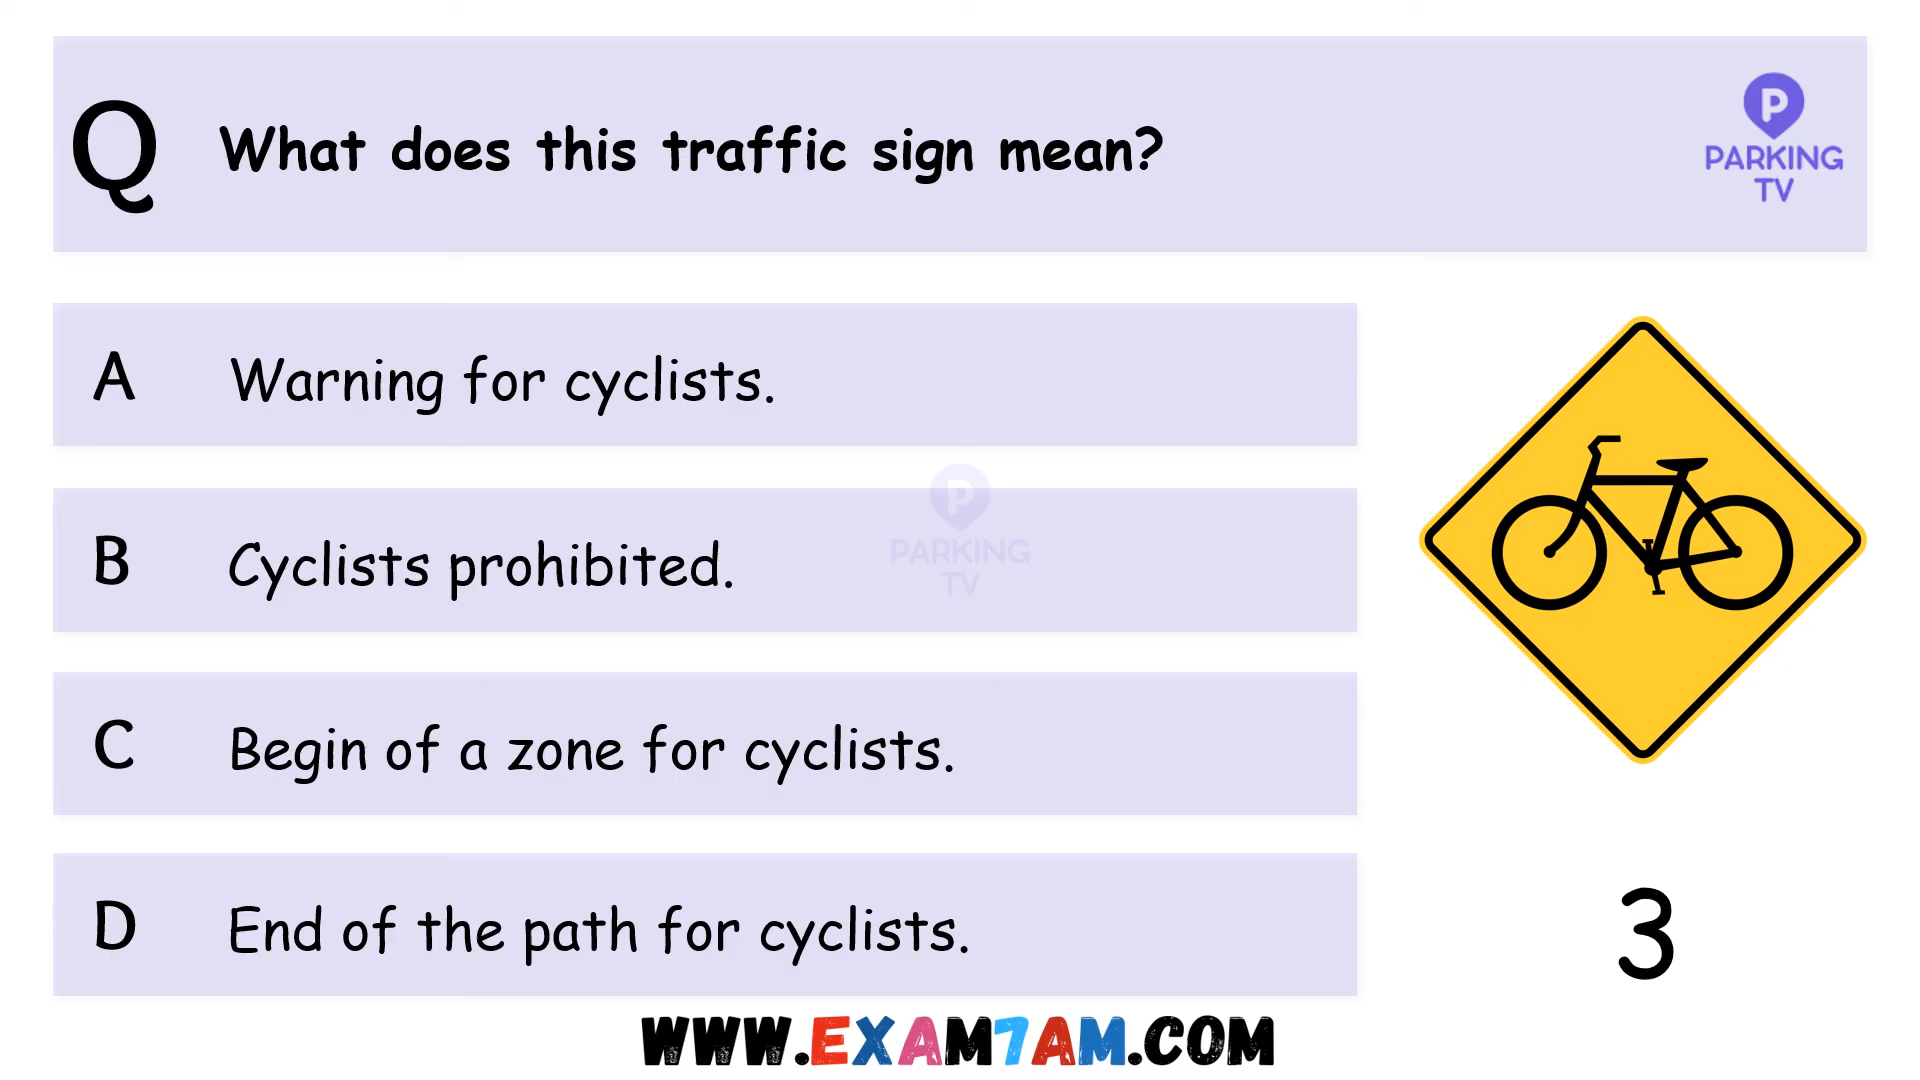 Q What does this traffic sign mean?
P
PARKING
TV
A Warning for cyclists.
B Cyclists prohibited.
P
PARKING
TV
C Begin of a zone for cyclists.
D End of the path for cyclists.
3
WWW.EXAM7AM.COM